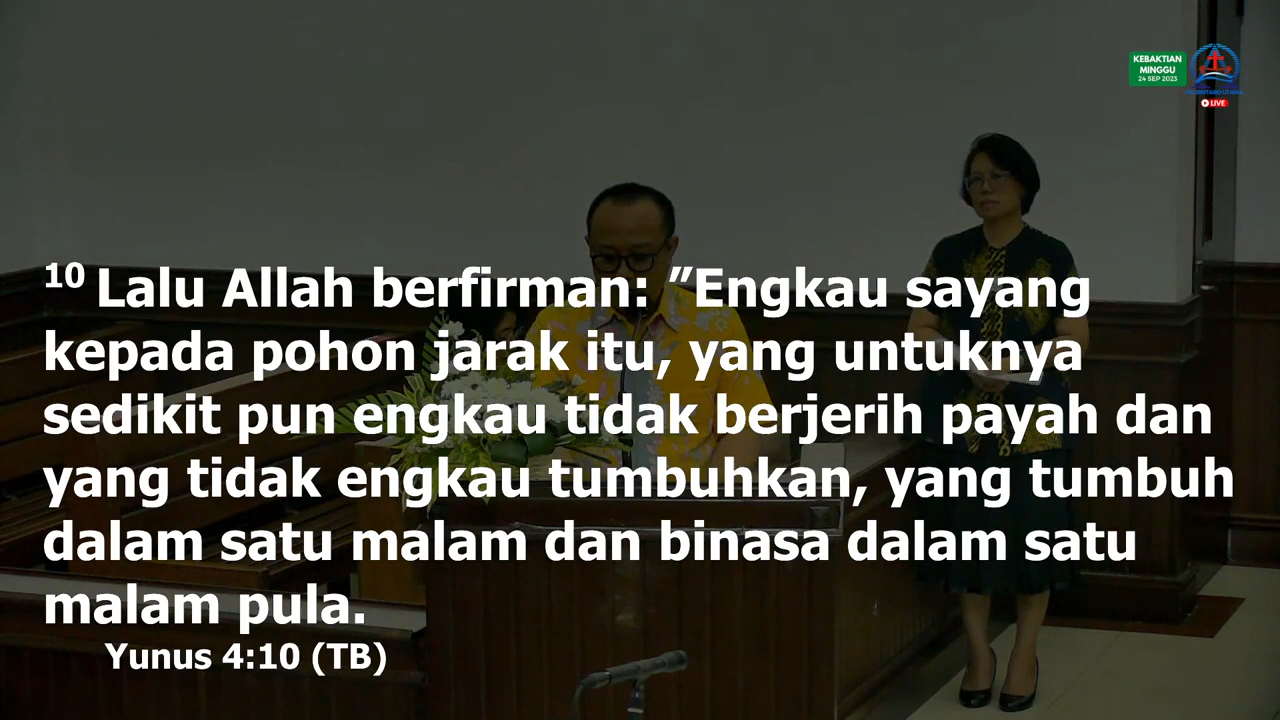 KEBAKTIAN
MINGGU
24 SEP 2023
LIVE
10 Lalu Allah berfirman: "Engkau sayang
kepada pohon jarak itu, yang untuknya
sedikit pun engkau tidak berjerih payah dan
yang tidak engkau tumbuhkan, yang tumbuh
dalam satu malam dan binasa dalam satu
malam pula.
Yunus 4:10 (TB)